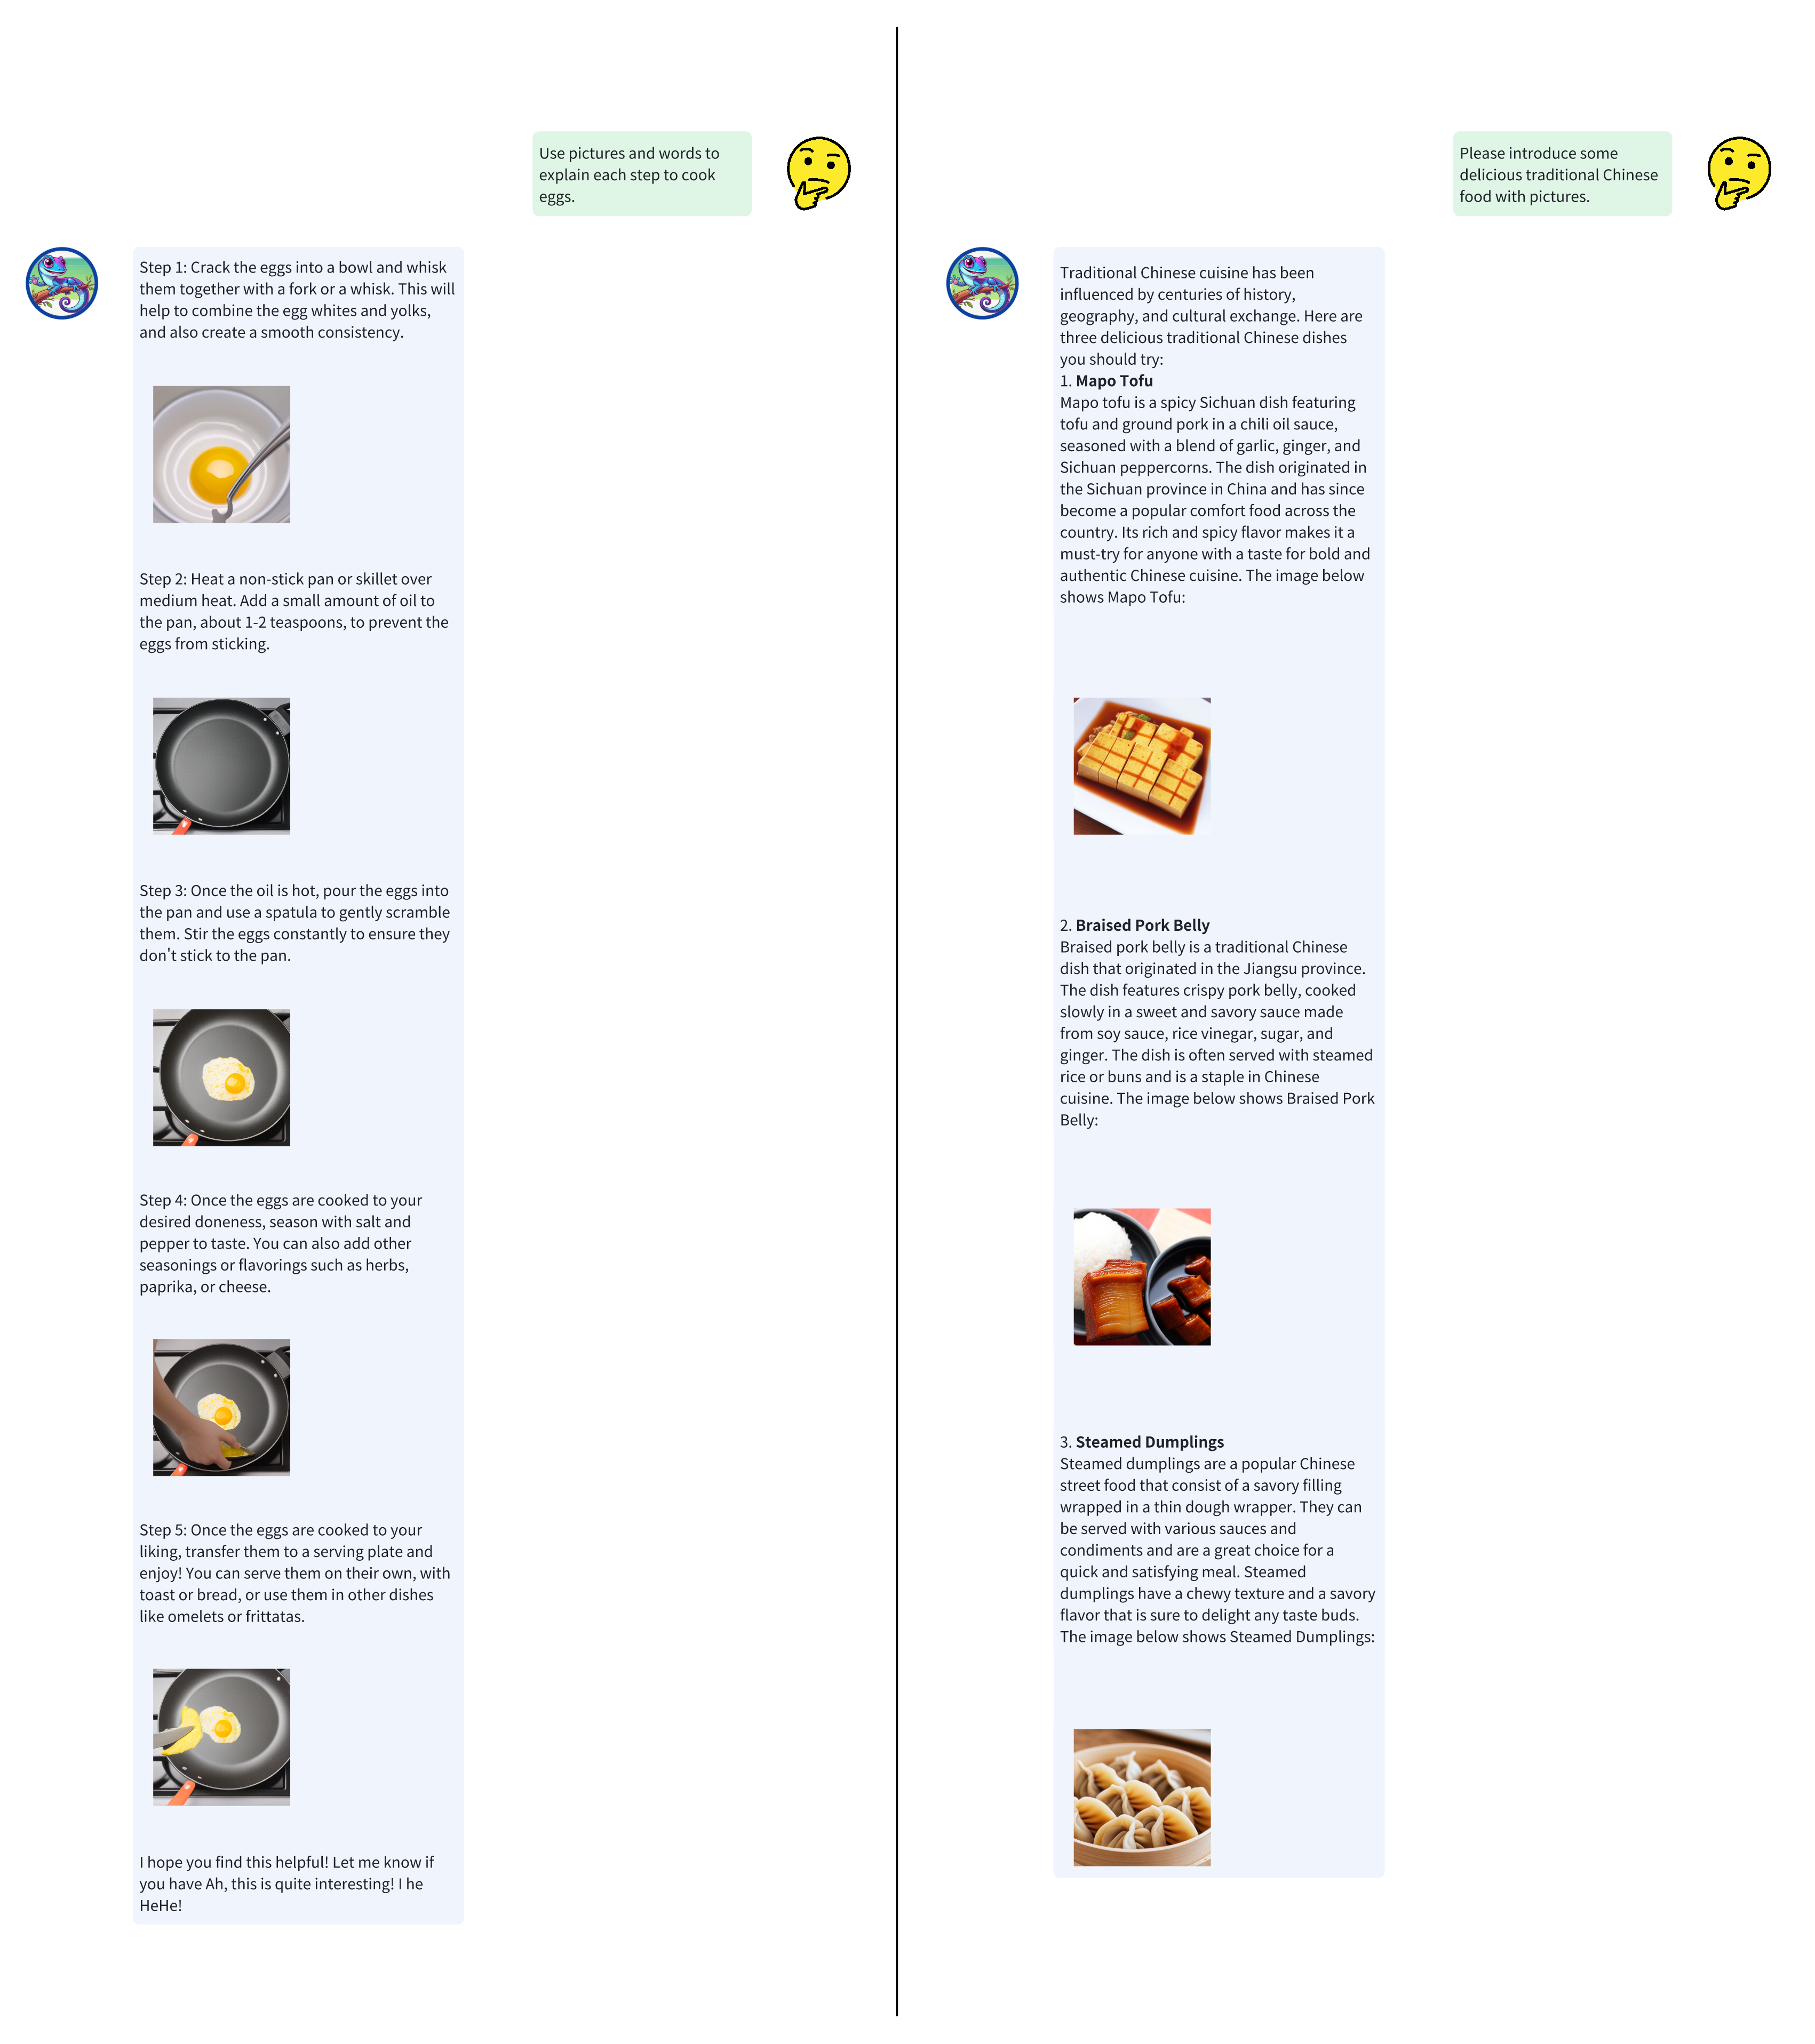 Use pictures and words to
explain each step to cook
eggs.
Step 1: Crack the eggs into a bowl and whisk
them together with a fork or a whisk. This will
help to combine the egg whites and yolks,
and also create a smooth consistency.
Step 2: Heat a non-stick pan or skillet over
medium heat. Add a small amount of oil to
the pan, about 1-2 teaspoons, to prevent the
eggs from sticking.
Step 3: Once the oil is hot, pour the eggs into
the pan and use a spatula to gently scramble
them. Stir the eggs constantly to ensure they
don't stick to the pan.
Step 4: Once the eggs are cooked to your
desired doneness, season with salt and
pepper to taste. You can also add other
seasonings or flavorings such as herbs,
paprika, or cheese.
Step 5: Once the eggs are cooked to your
liking, transfer them to a serving plate and
enjoy! You can serve them on their own, with
toast or bread, or use them in other dishes
like omelets or frittatas.
I hope you find this helpful! Let me know if
you have Ah, this is quite interesting! I he
HeHe!
Please introduce some
delicious traditional Chinese
food with pictures.
Traditional Chinese cuisine has been
influenced by centuries of history,
geography, and cultural exchange. Here are
three delicious traditional Chinese dishes
you should try:
1. Mapo Tofu
Mapo tofu is a spicy Sichuan dish featuring
tofu and ground pork in a chili oil sauce,
seasoned with a blend of garlic, ginger, and
Sichuan peppercorns. The dish originated in
the Sichuan province in China and has since
become a popular comfort food across the
country. Its rich and spicy flavor makes it a
must-try for anyone with a taste for bold and
authentic Chinese cuisine. The image below
shows Mapo Tofu:
2. Braised Pork Belly
Braised pork belly is a traditional Chinese
dish that originated in the Jiangsu province.
The dish features crispy pork belly, cooked
slowly in a sweet and savory sauce made
from soy sauce, rice vinegar, sugar, and
ginger. The dish is often served with steamed
rice or buns and is a staple in Chinese
cuisine. The image below shows Braised Pork
Belly:
3. Steamed Dumplings
Steamed dumplings are a popular Chinese
street food that consist of a savory filling
wrapped in a thin dough wrapper. They can
be served with various sauces and
condiments and are a great choice for a
quick and satisfying meal. Steamed
dumplings have a chewy texture and a savory
flavor that is sure to delight any taste buds.
The image below shows Steamed Dumplings: